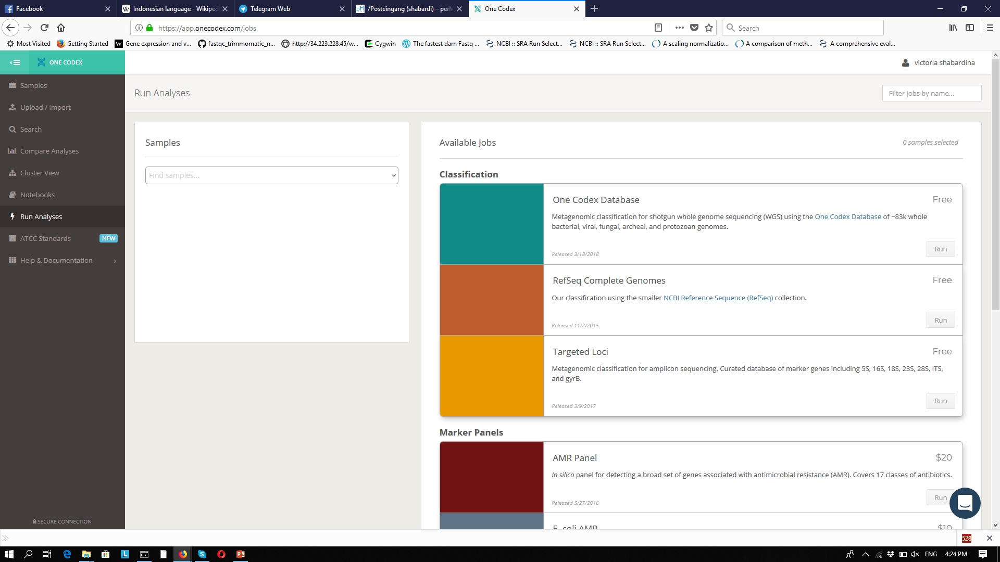 Facebook
Indonesian language - Wikiped
Telegram Web
/Posteingang (shabardi) – perM
One Codex
https://app.onecodex.com/jobs
Search
Most Visited
Getting Started
Gene expression and v...
fastqc_trimmomatic_n...
http://34.223.228.45/w...
Cygwin
The fastest darn Fastq ...
NCBI :: SRA Run Select...
NCBI :: SRA Run Select...
A scaling normalizatio...
A comparison of meth...
A comprehensive eval...
ONE CODEX
victoria shabardina
Samples
Upload / Import
Search
Compare Analyses
Cluster View
Notebooks
Run Analyses
ATCC Standards NEW
Help & Documentation
SECURE CONNECTION
Run Analyses
Filter jobs by name...
Samples
Find samples...
Available Jobs
0 samples selected
Classification
One Codex Database
Free
Metagenomic classification for shotgun whole genome sequencing (WGS) using the One Codex Database of ~83k whole
bacterial, viral, fungal, archeal, and protozoan genomes.
Released 3/18/2018
Run
RefSeq Complete Genomes
Free
Our classification using the smaller NCBI Reference Sequence (RefSeq) collection.
Released 11/2/2015
Run
Targeted Loci
Free
Metagenomic classification for amplicon sequencing. Curated database of marker genes including 5S, 16S, 18S, 23S, 28S, ITS,
and gyrB.
Released 3/9/2017
Run
Marker Panels
AMR Panel
$20
In silico panel for detecting a broad set of genes associated with antimicrobial resistance (AMR). Covers 17 classes of antibiotics.
Released 5/27/2016
Run
E. coli AMR
$10
528
ENG
4:24 PM